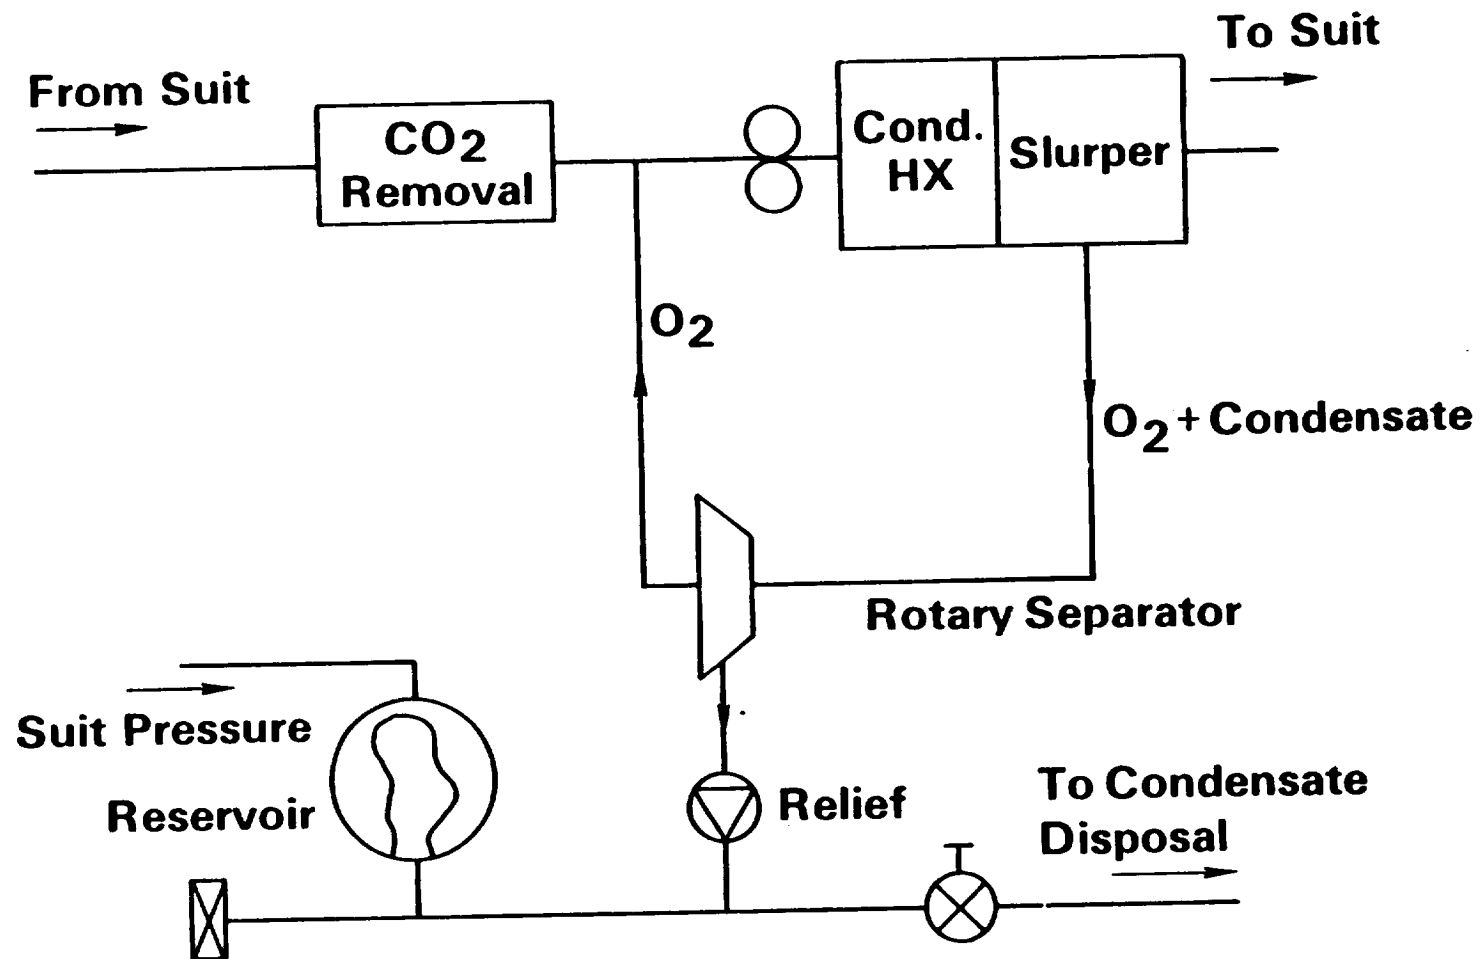 To Suit
From Suit
CO2
Removal
Cond.
HX
Slurper
O2
O2 + Condensate
Rotary Separator
Suit Pressure
Reservoir
Relief
To Condensate
Disposal